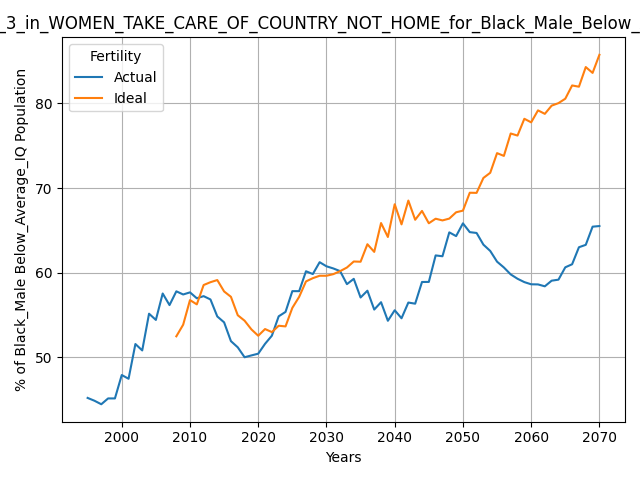 _3_in_WOMEN_TAKE_CARE_OF_COUNTRY_NOT_HOME_for_Black_Male_Below_
Fertility
Actual
Ideal
% of Black_Male Below_Average_IQ Population
80
70
60
50
2000 2010 2020 2030 2040 2050 2060 2070
Years